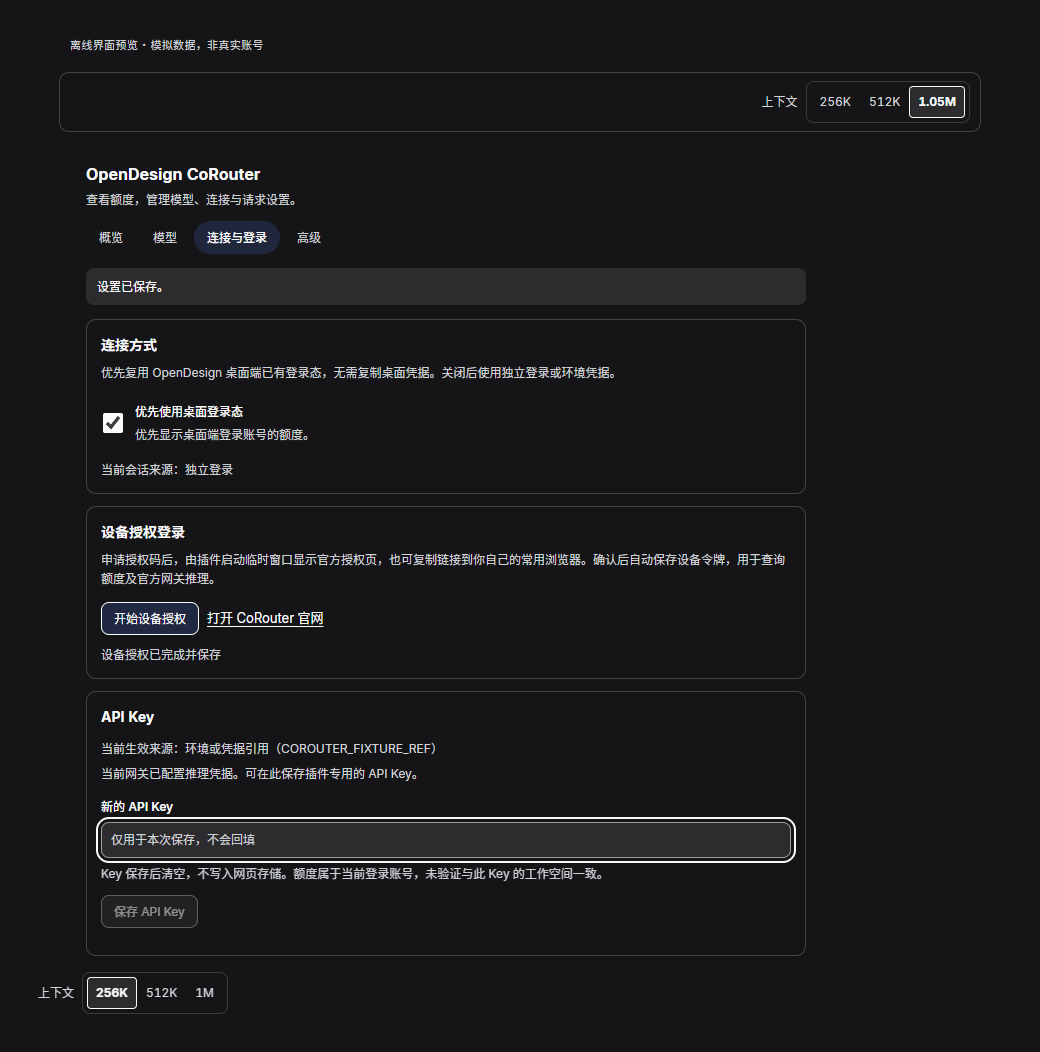 离线界面预览 · 模拟数据，非真实账号
上下文 256K 512K 1.05M
OpenDesign CoRouter
查看额度，管理模型、连接与请求设置。
概览 模型 连接与登录 高级
设置已保存。
连接方式
优先复用 OpenDesign 桌面端已有登录态，无需复制桌面凭据。关闭后使用独立登录或环境凭据。
优先使用桌面登录态
优先显示桌面端登录账号的额度。
当前会话来源：独立登录
设备授权登录
申请授权码后，由插件启动临时窗口显示官方授权页，也可复制链接到你自己的常用浏览器。确认后自动保存设备令牌，用于查询
额度及官方网关推理。
开始设备授权 打开 CoRouter 官网
设备授权已完成并保存
API Key
当前生效来源：环境或凭据引用（COROUTER_FIXTURE_REF）
当前网关已配置推理凭据。可在此保存插件专用的 API Key。
新的 API Key
仅用于本次保存，不会回填
Key 保存后清空，不写入网页存储。额度属于当前登录账号，未验证与此 Key 的工作空间一致。
保存 API Key
上下文 256K 512K 1M